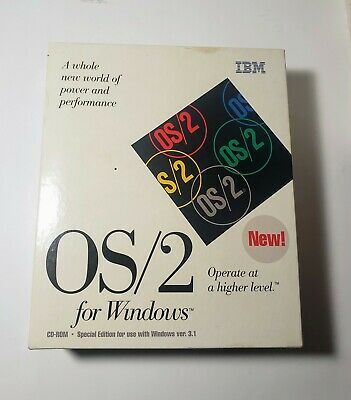 A whole
new world of
power and
performance
IBM
OS/2
OS
OS/2
S/2
OS/2
New!
OS/2
for Windows™
Operate at
a higher level.™
CD-ROM • Special Edition for use with Windows ver. 3.1